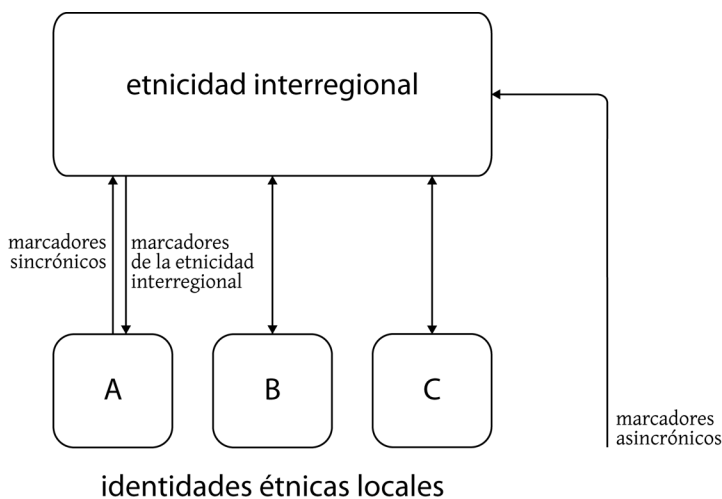 etnicidad interregional
marcadores
sincrónicos
marcadores
de la etnicidad
interregional
A
B
C
marcadores
asincrónicos
identidades étnicas locales